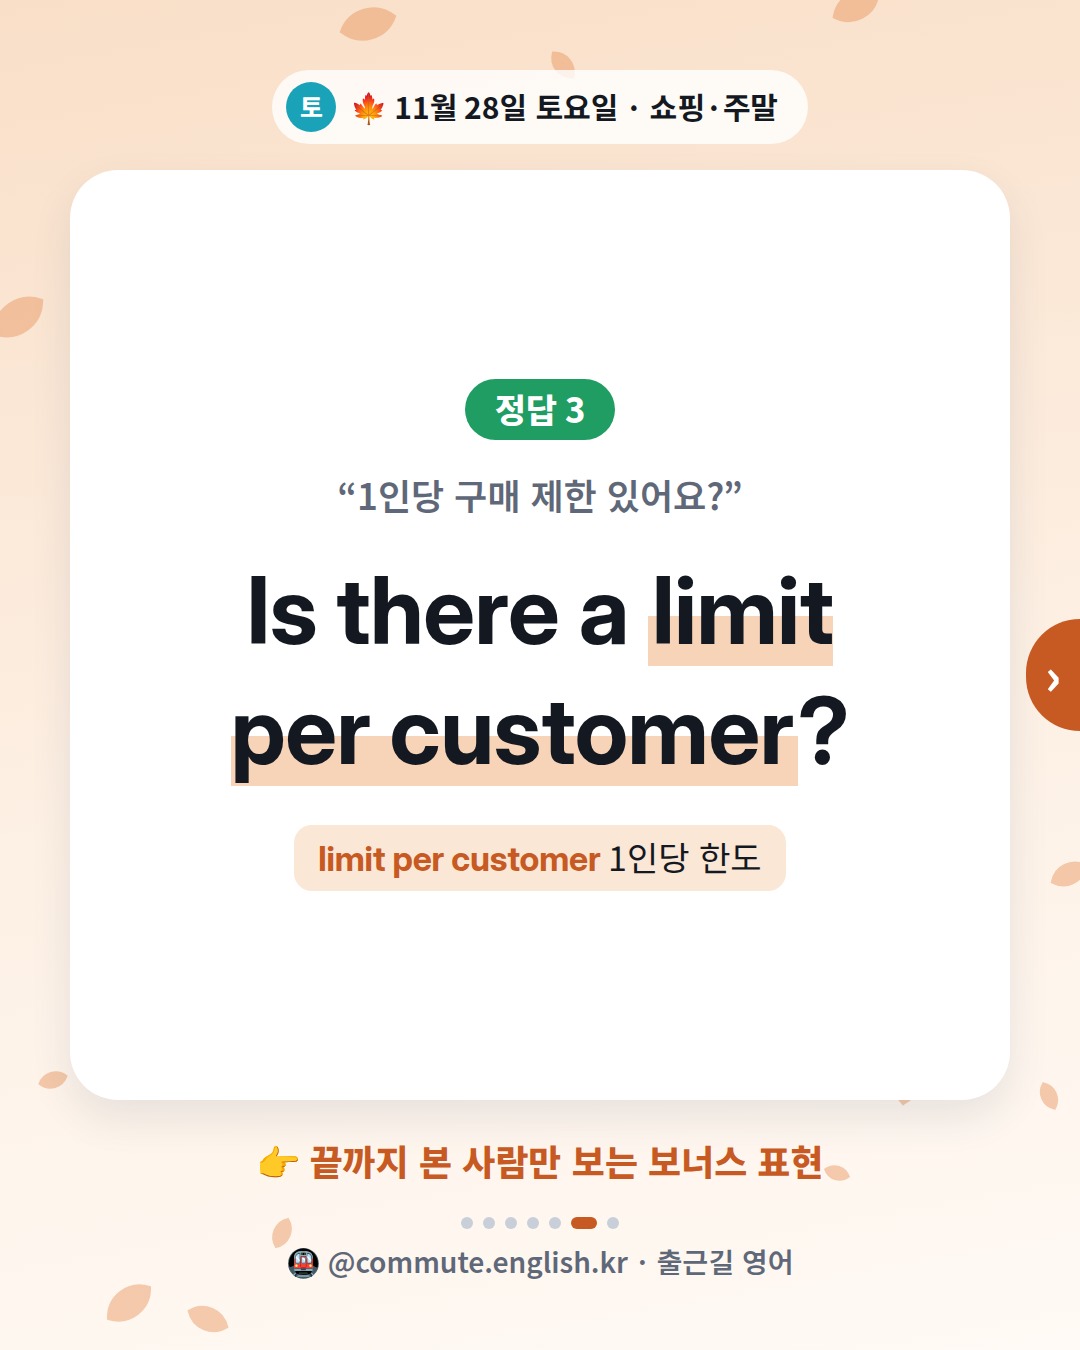 토 🍁 11월 28일 토요일 · 쇼핑·주말
정답 3
“1인당 구매 제한 있어요?”
Is there a limit
per customer?
limit per customer 1인당 한도
›
👉 끝까지 본 사람만 보는 보너스 표현
🚇 @commute.english.kr · 출근길 영어